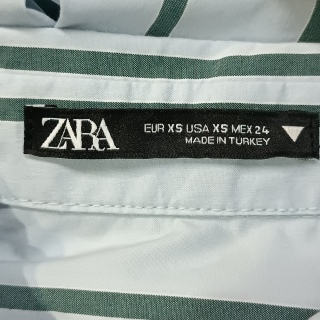 ZARA
EUR XS USA XS MEX 24
MADE IN TURKEY